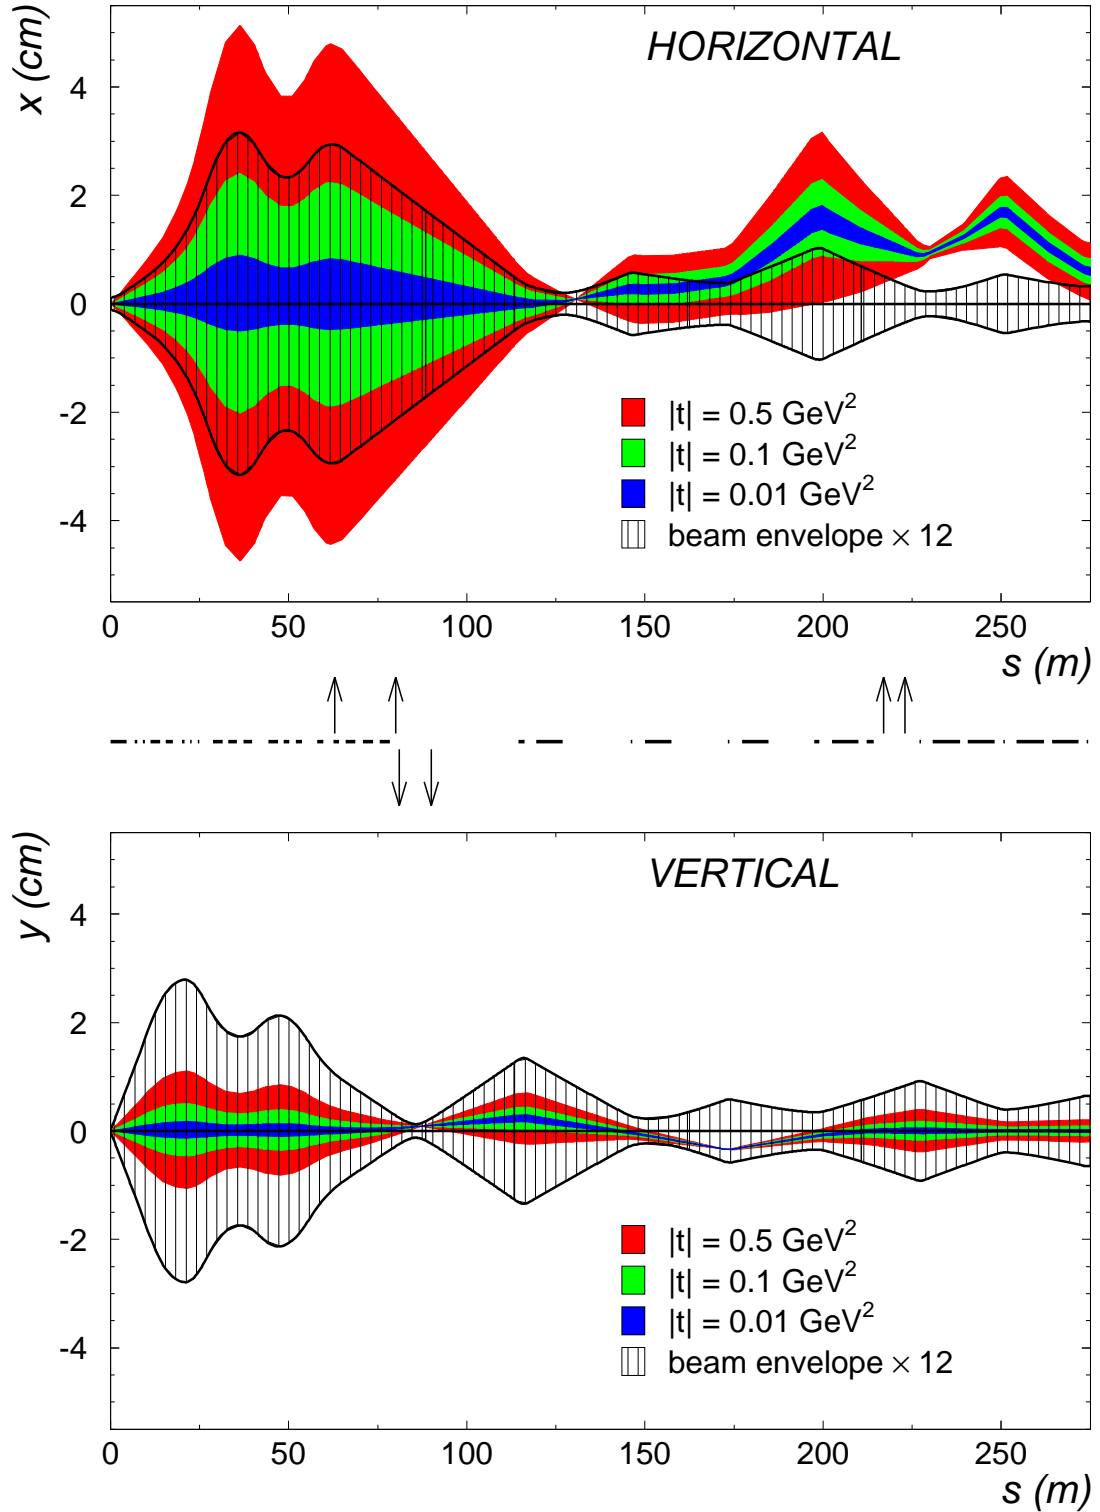 x (cm)
HORIZONTAL
4
2
0
-2
-4
|t| = 0.5 GeV²
|t| = 0.1 GeV²
|t| = 0.01 GeV²
beam envelope × 12
0 50 100 150 200 250
s (m)
y (cm)
VERTICAL
4
2
0
-2
-4
|t| = 0.5 GeV²
|t| = 0.1 GeV²
|t| = 0.01 GeV²
beam envelope × 12
0 50 100 150 200 250
s (m)